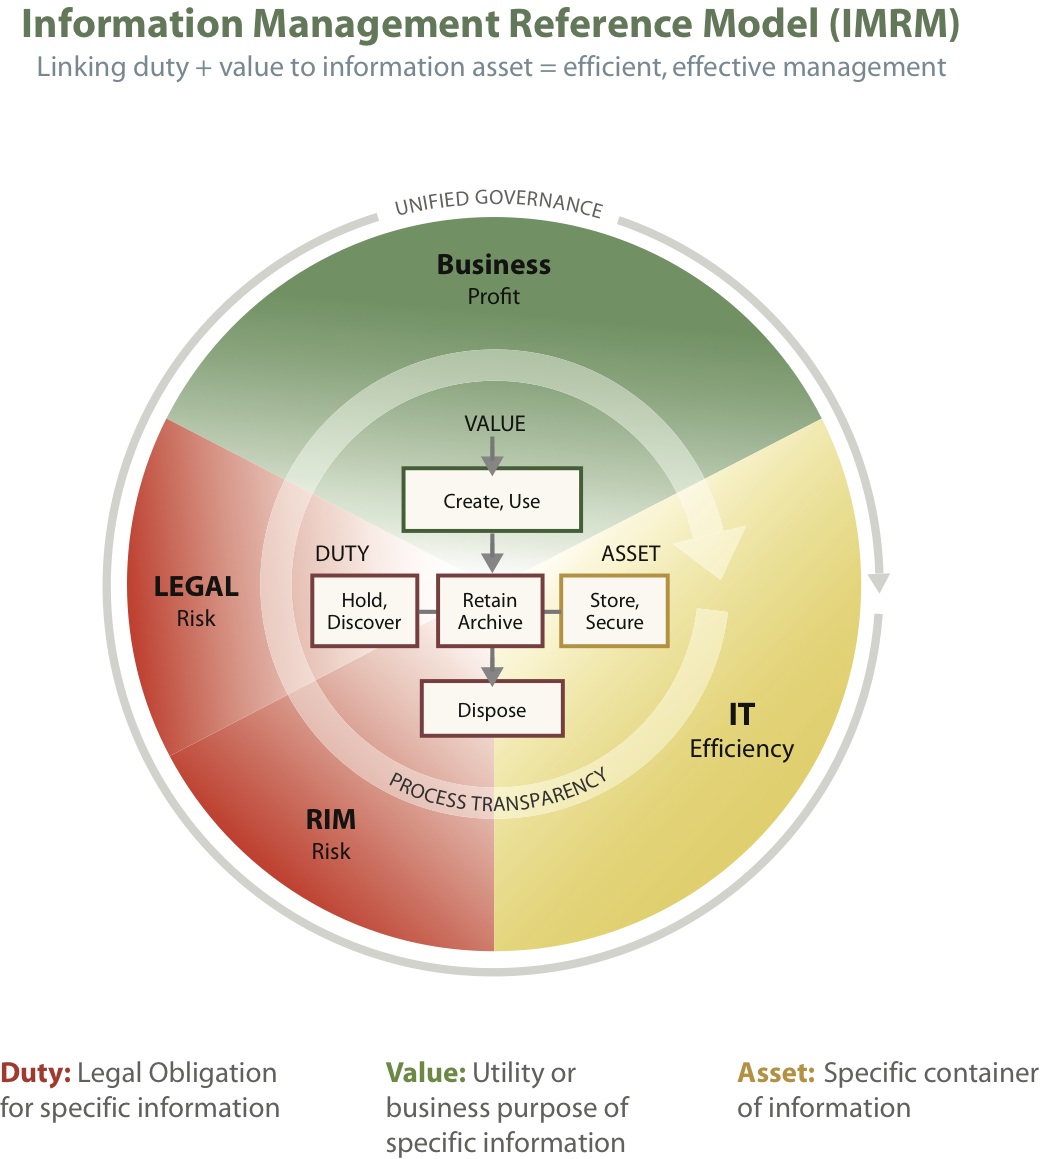 Information Management Reference Model (IMRM)
Linking duty + value to information asset = efficient, effective management
UNIFIED GOVERNANCE
Business
Profit
VALUE
Create, Use
DUTY
ASSET
LEGAL
Risk
Hold,
Discover
Retain
Archive
Store,
Secure
Dispose
IT
Efficiency
PROCESS TRANSPARENCY
RIM
Risk
Duty: Legal Obligation
for specific information
Value: Utility or
business purpose of
specific information
Asset: Specific container
of information